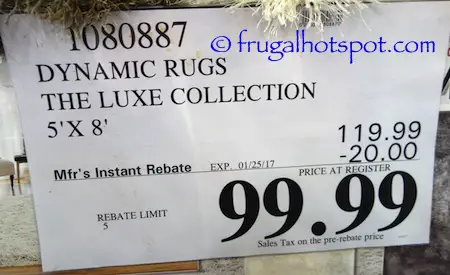 1080887
© frugalhotspot.com
DYNAMIC RUGS
THE LUXE COLLECTION
5'X 8'
119.99
Mfr's Instant Rebate EXP. 01/25/17 -20.00
PRICE AT REGISTER
REBATE LIMIT
5
99.99
Sales Tax on the pre-rebate price